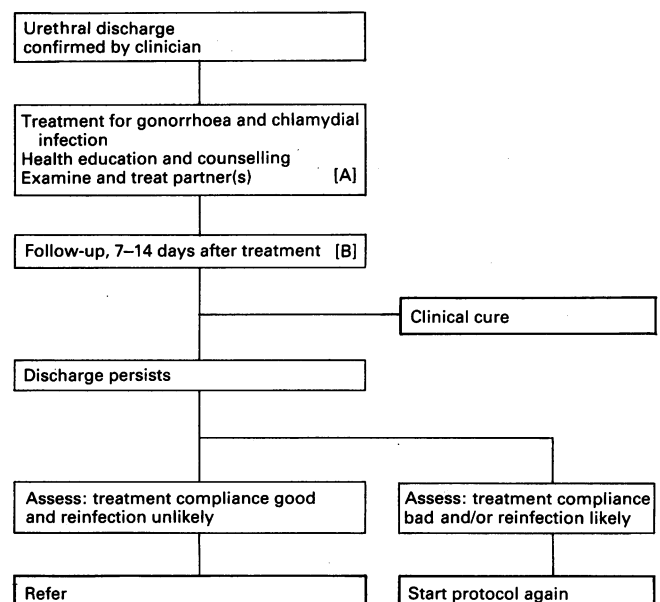 Urethral discharge
confirmed by clinician
Treatment for gonorrhoea and chlamydial
infection
Health education and counselling
Examine and treat partner(s) [A]
Follow-up, 7–14 days after treatment [B]
Clinical cure
Discharge persists
Assess: treatment compliance good
and reinfection unlikely
Assess: treatment compliance
bad and/or reinfection likely
Refer
Start protocol again